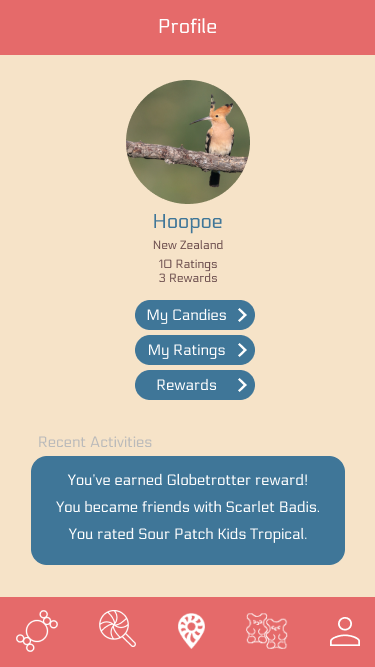 Profile
Hoopoe
New Zealand
10 Ratings
3 Rewards
My Candies
My Ratings
Rewards
Recent Activities
You've earned Globetrotter reward!
You became friends with Scarlet Badis.
You rated Sour Patch Kids Tropical.